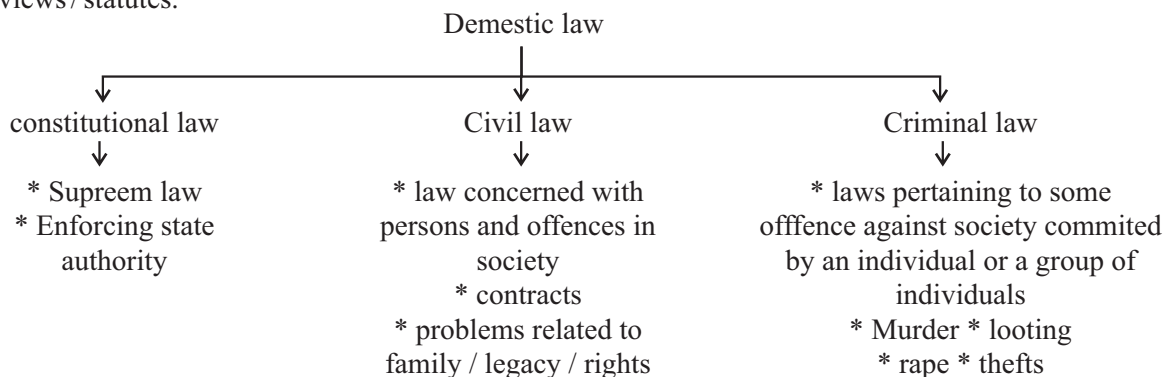 views / statutes.
Demestic law
constitutional law
Civil law
Criminal law
* Supreem law
* Enforcing state
authority
* law concerned with
persons and offences in
society
* contracts
* problems related to
family / legacy / rights
* laws pertaining to some
offfence against society commited
by an individual or a group of
individuals
* Murder * looting
* rape * thefts